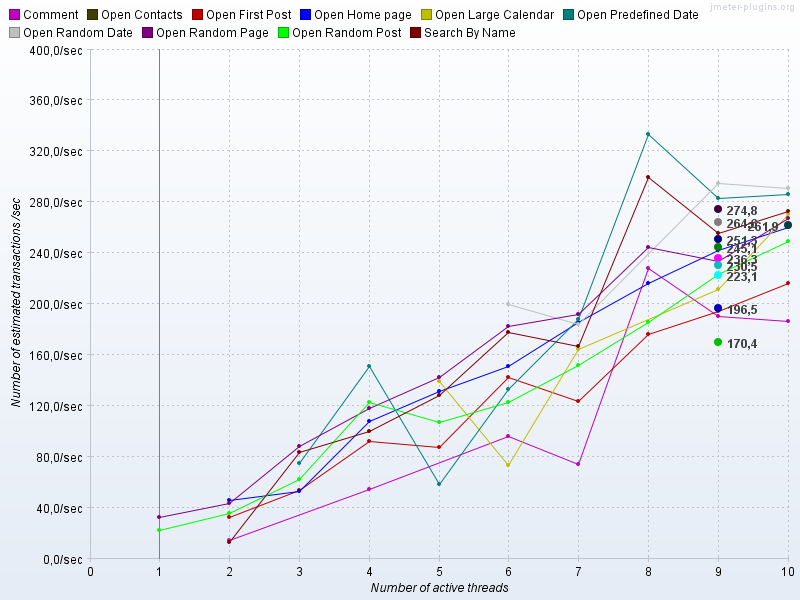 jmeter-plugins.org
Comment Open Contacts Open First Post Open Home page Open Large Calendar Open Predefined Date
Open Random Date Open Random Page Open Random Post Search By Name
400,0/sec
360,0/sec
320,0/sec
280,0/sec
240,0/sec
200,0/sec
160,0/sec
120,0/sec
80,0/sec
40,0/sec
0,0/sec
Number of estimated transactions /sec
274,8
261,9
236,3
230,5
223,1
196,5
170,4
0 1 2 3 4 5 6 7 8 9 10
Number of active threads